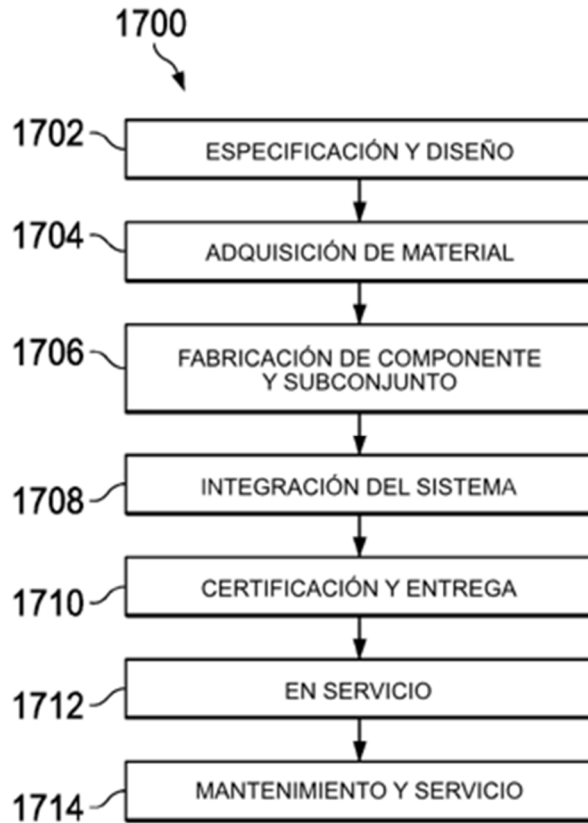 1700
1702
ESPECIFICACIÓN Y DISEÑO
1704
ADQUISICIÓN DE MATERIAL
1706
FABRICACIÓN DE COMPONENTE
Y SUBCONJUNTO
1708
INTEGRACIÓN DEL SISTEMA
1710
CERTIFICACIÓN Y ENTREGA
1712
EN SERVICIO
1714
MANTENIMIENTO Y SERVICIO